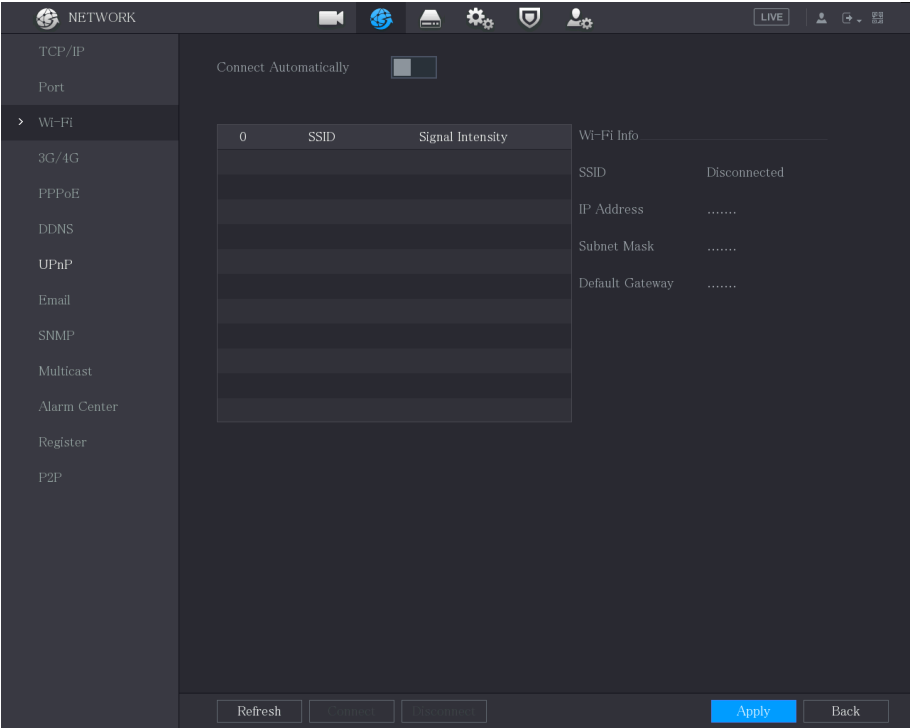 NETWORK
LIVE
TCP/IP
Port
Wi-Fi
3G/4G
PPPoE
DDNS
UPnP
Email
SNMP
Multicast
Alarm Center
Register
P2P
Connect Automatically
0 SSID Signal Intensity
Wi-Fi Info
SSID Disconnected
IP Address .......
Subnet Mask .......
Default Gateway .......
Refresh Connect Disconnect Apply Back